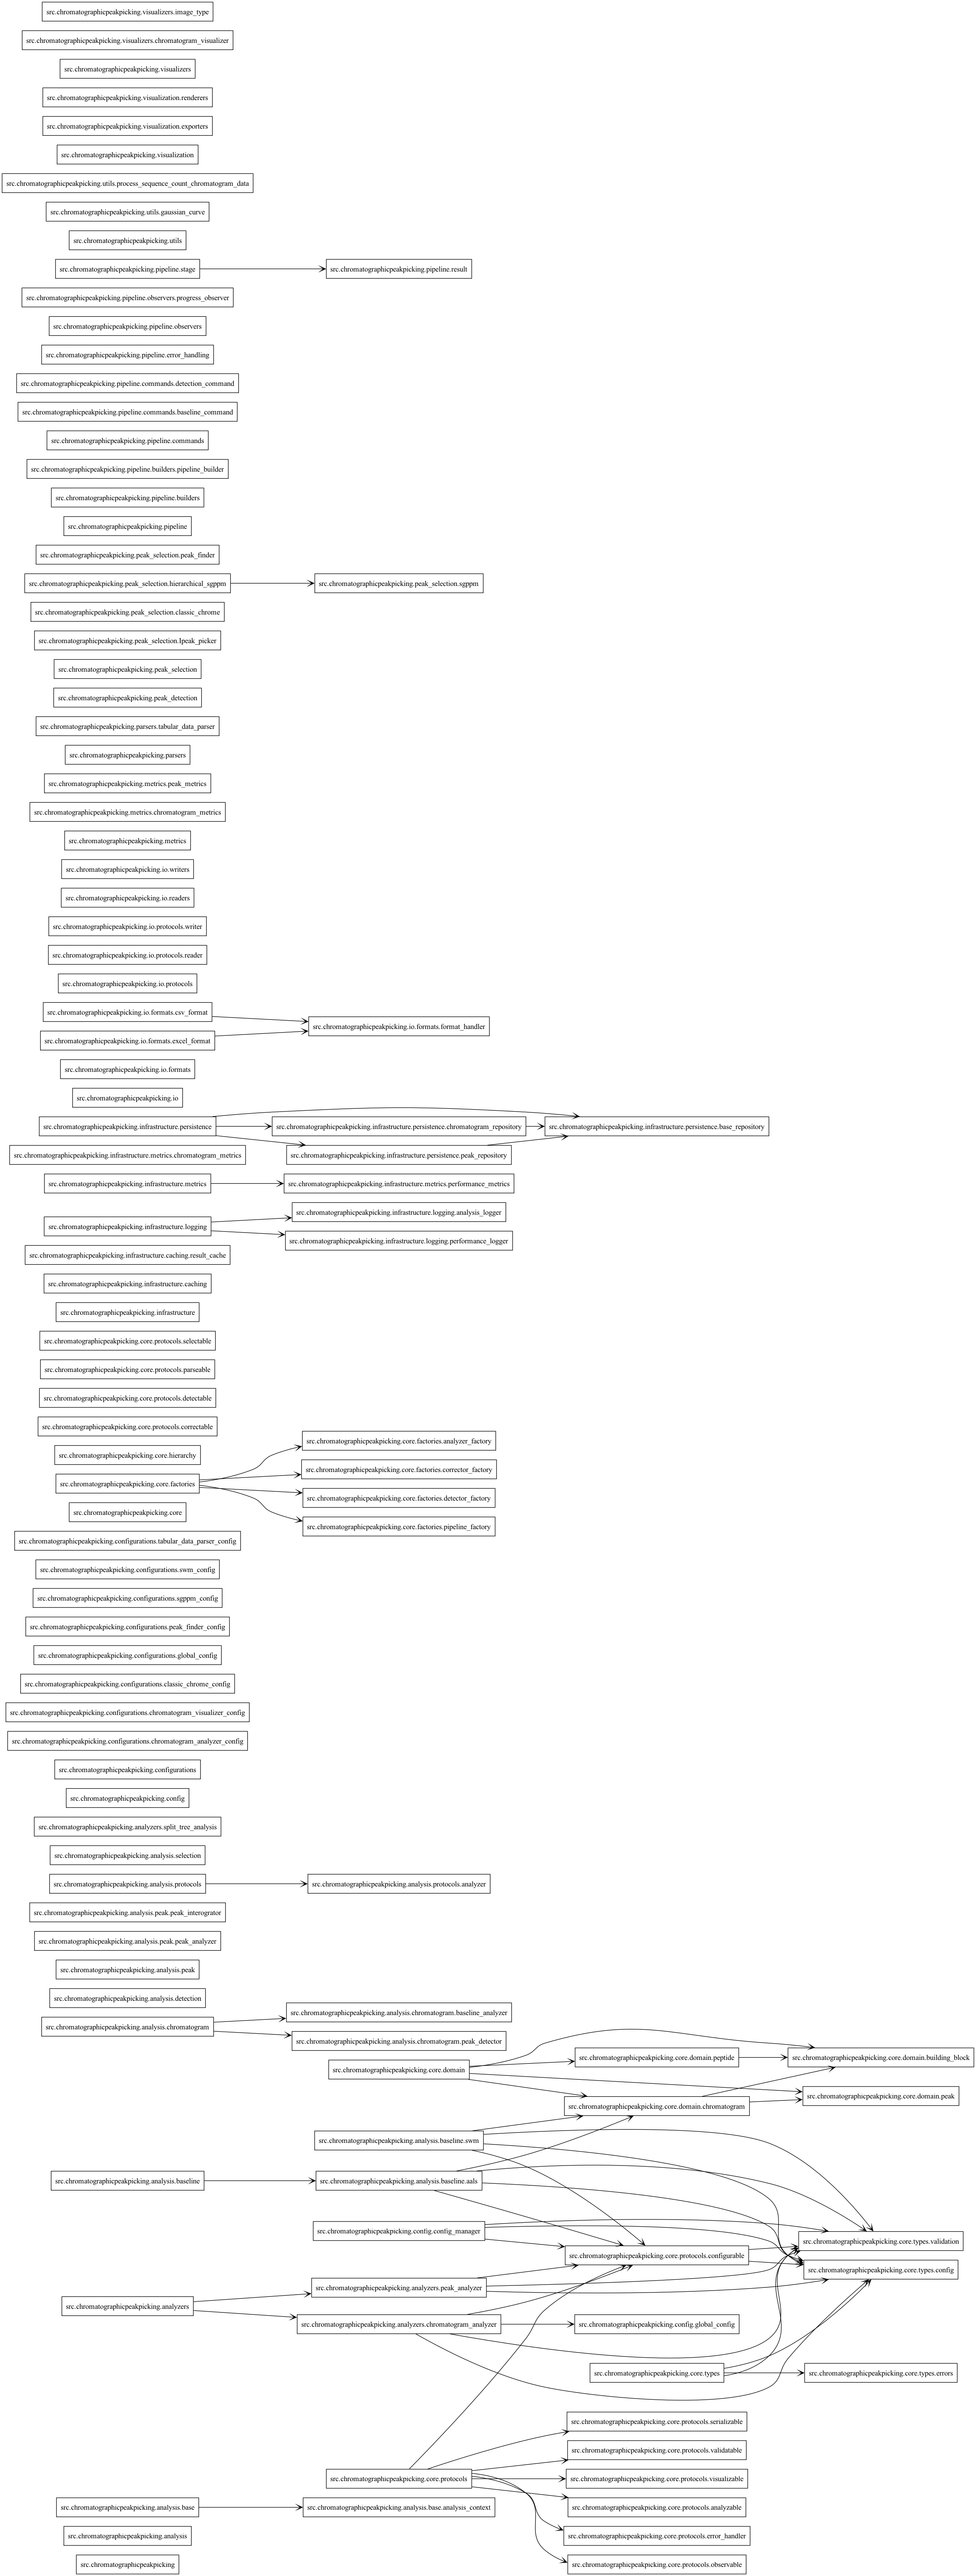 src.chromatographicpeakpicking.visualizers.image_type
src.chromatographicpeakpicking.visualizers.chromatogram_visualizer
src.chromatographicpeakpicking.visualizers
src.chromatographicpeakpicking.visualization.renderers
src.chromatographicpeakpicking.visualization.exporters
src.chromatographicpeakpicking.visualization
src.chromatographicpeakpicking.utils.process_sequence_count_chromatogram_data
src.chromatographicpeakpicking.utils.gaussian_curve
src.chromatographicpeakpicking.utils
src.chromatographicpeakpicking.pipeline.stage
src.chromatographicpeakpicking.pipeline.result
src.chromatographicpeakpicking.pipeline.observers.progress_observer
src.chromatographicpeakpicking.pipeline.observers
src.chromatographicpeakpicking.pipeline.error_handling
src.chromatographicpeakpicking.pipeline.commands.detection_command
src.chromatographicpeakpicking.pipeline.commands.baseline_command
src.chromatographicpeakpicking.pipeline.commands
src.chromatographicpeakpicking.pipeline.builders.pipeline_builder
src.chromatographicpeakpicking.pipeline.builders
src.chromatographicpeakpicking.pipeline
src.chromatographicpeakpicking.peak_selection.peak_finder
src.chromatographicpeakpicking.peak_selection.hierarchical_sgppm
src.chromatographicpeakpicking.peak_selection.sgppm
src.chromatographicpeakpicking.peak_selection.classic_chrome
src.chromatographicpeakpicking.peak_selection.Ipeak_picker
src.chromatographicpeakpicking.peak_selection
src.chromatographicpeakpicking.peak_detection
src.chromatographicpeakpicking.parsers.tabular_data_parser
src.chromatographicpeakpicking.parsers
src.chromatographicpeakpicking.metrics.peak_metrics
src.chromatographicpeakpicking.metrics.chromatogram_metrics
src.chromatographicpeakpicking.metrics
src.chromatographicpeakpicking.io.writers
src.chromatographicpeakpicking.io.readers
src.chromatographicpeakpicking.io.protocols.writer
src.chromatographicpeakpicking.io.protocols.reader
src.chromatographicpeakpicking.io.protocols
src.chromatographicpeakpicking.io.formats.csv_format
src.chromatographicpeakpicking.io.formats.format_handler
src.chromatographicpeakpicking.io.formats.excel_format
src.chromatographicpeakpicking.io.formats
src.chromatographicpeakpicking.io
src.chromatographicpeakpicking.infrastructure.persistence
src.chromatographicpeakpicking.infrastructure.persistence.chromatogram_repository
src.chromatographicpeakpicking.infrastructure.persistence.base_repository
src.chromatographicpeakpicking.infrastructure.metrics.chromatogram_metrics
src.chromatographicpeakpicking.infrastructure.persistence.peak_repository
src.chromatographicpeakpicking.infrastructure.metrics
src.chromatographicpeakpicking.infrastructure.metrics.performance_metrics
src.chromatographicpeakpicking.infrastructure.logging.analysis_logger
src.chromatographicpeakpicking.infrastructure.logging
src.chromatographicpeakpicking.infrastructure.logging.performance_logger
src.chromatographicpeakpicking.infrastructure.caching.result_cache
src.chromatographicpeakpicking.infrastructure.caching
src.chromatographicpeakpicking.infrastructure
src.chromatographicpeakpicking.core.protocols.selectable
src.chromatographicpeakpicking.core.protocols.parseable
src.chromatographicpeakpicking.core.protocols.detectable
src.chromatographicpeakpicking.core.protocols.correctable
src.chromatographicpeakpicking.core.factories.analyzer_factory
src.chromatographicpeakpicking.core.hierarchy
src.chromatographicpeakpicking.core.factories.corrector_factory
src.chromatographicpeakpicking.core.factories
src.chromatographicpeakpicking.core.factories.detector_factory
src.chromatographicpeakpicking.core
src.chromatographicpeakpicking.core.factories.pipeline_factory
src.chromatographicpeakpicking.configurations.tabular_data_parser_config
src.chromatographicpeakpicking.configurations.swm_config
src.chromatographicpeakpicking.configurations.sgppm_config
src.chromatographicpeakpicking.configurations.peak_finder_config
src.chromatographicpeakpicking.configurations.global_config
src.chromatographicpeakpicking.configurations.classic_chrome_config
src.chromatographicpeakpicking.configurations.chromatogram_visualizer_config
src.chromatographicpeakpicking.configurations.chromatogram_analyzer_config
src.chromatographicpeakpicking.configurations
src.chromatographicpeakpicking.config
src.chromatographicpeakpicking.analyzers.split_tree_analysis
src.chromatographicpeakpicking.analysis.selection
src.chromatographicpeakpicking.analysis.protocols
src.chromatographicpeakpicking.analysis.protocols.analyzer
src.chromatographicpeakpicking.analysis.peak.peak_interogrator
src.chromatographicpeakpicking.analysis.peak.peak_analyzer
src.chromatographicpeakpicking.analysis.peak
src.chromatographicpeakpicking.analysis.detection
src.chromatographicpeakpicking.analysis.chromatogram.baseline_analyzer
src.chromatographicpeakpicking.analysis.chromatogram
src.chromatographicpeakpicking.analysis.chromatogram.peak_detector
src.chromatographicpeakpicking.core.domain.peptide
src.chromatographicpeakpicking.core.domain.building_block
src.chromatographicpeakpicking.core.domain
src.chromatographicpeakpicking.core.domain.peak
src.chromatographicpeakpicking.core.domain.chromatogram
src.chromatographicpeakpicking.analysis.baseline.swm
src.chromatographicpeakpicking.analysis.baseline
src.chromatographicpeakpicking.analysis.baseline.aals
src.chromatographicpeakpicking.config.config_manager
src.chromatographicpeakpicking.core.types.validation
src.chromatographicpeakpicking.core.protocols.configurable
src.chromatographicpeakpicking.core.types.config
src.chromatographicpeakpicking.analyzers.peak_analyzer
src.chromatographicpeakpicking.analyzers
src.chromatographicpeakpicking.analyzers.chromatogram_analyzer
src.chromatographicpeakpicking.config.global_config
src.chromatographicpeakpicking.core.types
src.chromatographicpeakpicking.core.types.errors
src.chromatographicpeakpicking.core.protocols.serializable
src.chromatographicpeakpicking.core.protocols.validatable
src.chromatographicpeakpicking.core.protocols
src.chromatographicpeakpicking.core.protocols.visualizable
src.chromatographicpeakpicking.analysis.base
src.chromatographicpeakpicking.analysis.base.analysis_context
src.chromatographicpeakpicking.core.protocols.analyzable
src.chromatographicpeakpicking.analysis
src.chromatographicpeakpicking.core.protocols.error_handler
src.chromatographicpeakpicking
src.chromatographicpeakpicking.core.protocols.observable